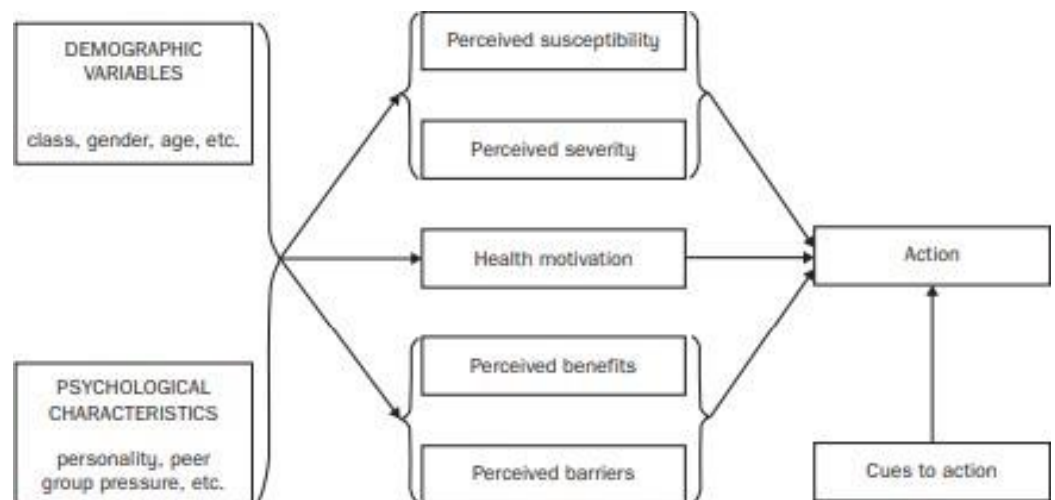 DEMOGRAPHIC
VARIABLES
class, gender, age, etc.
PSYCHOLOGICAL
CHARACTERISTICS
personality, peer
group pressure, etc.
Perceived susceptibility
Perceived severity
Health motivation
Perceived benefits
Perceived barriers
Action
Cues to action